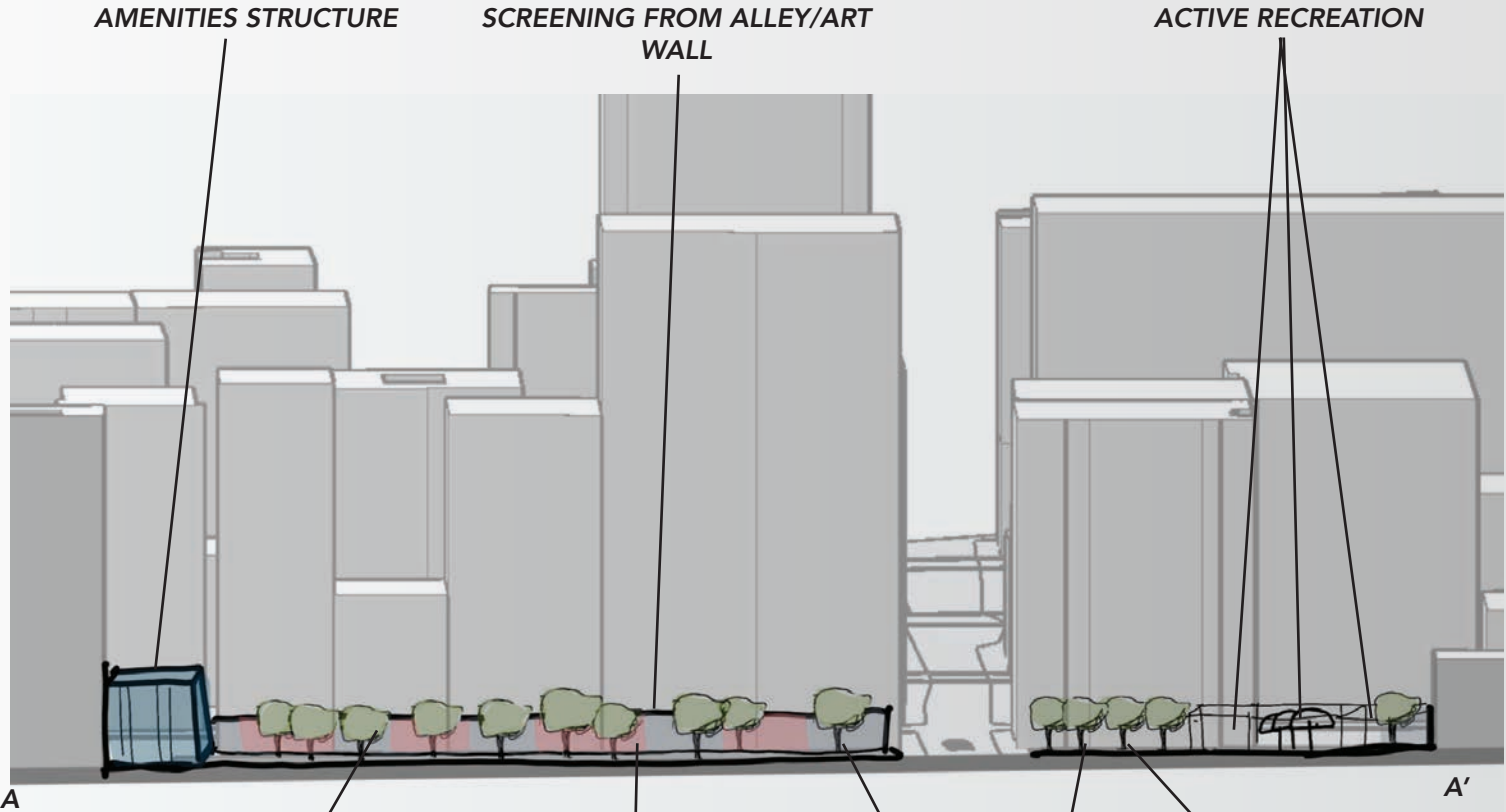 AMENITIES STRUCTURE
SCREENING FROM ALLEY/ART
WALL
ACTIVE RECREATION
A
A'